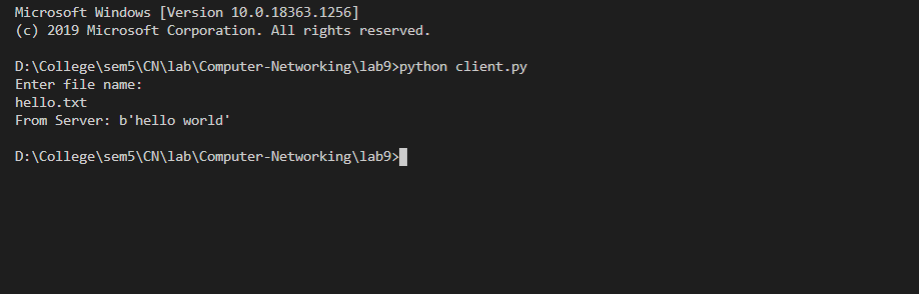 Microsoft Windows [Version 10.0.18363.1256]
(c) 2019 Microsoft Corporation. All rights reserved.
D:\College\sem5\CN\lab\Computer-Networking\lab9>python client.py
Enter file name:
hello.txt
From Server: b'hello world'
D:\College\sem5\CN\lab\Computer-Networking\lab9>